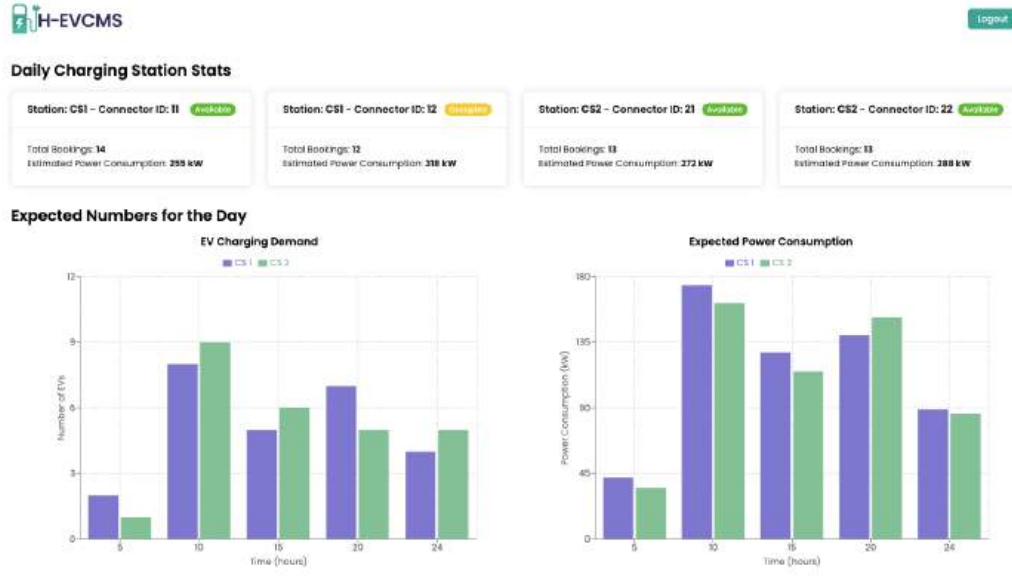 H-EVCMS
Logout
Daily Charging Station Stats
Station: CS1 - Connector ID: 11 Available
Total Bookings: 14
Estimated Power Consumption: 255 kW
Station: CS1 - Connector ID: 12
Total Bookings: 12
Estimated Power Consumption: 318 kW
Station: CS2 - Connector ID: 21 Available
Total Bookings: 13
Estimated Power Consumption: 272 kW
Station: CS2 - Connector ID: 22 Available
Total Bookings: 13
Estimated Power Consumption: 288 kW
Expected Numbers for the Day
EV Charging Demand
CS 1 CS 2
12
9
6
3
0
Number of EVs
5 10 15 20 24
Time (hours)
Expected Power Consumption
CS 1 CS 2
180
135
90
45
0
Power Consumption (kW)
5 10 15 20 24
Time (hours)